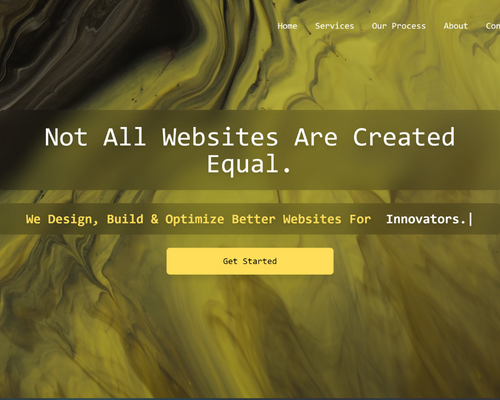 Home Services Our Process About
Not All Websites Are Created
Equal.
We Design, Build & Optimize Better Websites For Innovators.|
Get Started